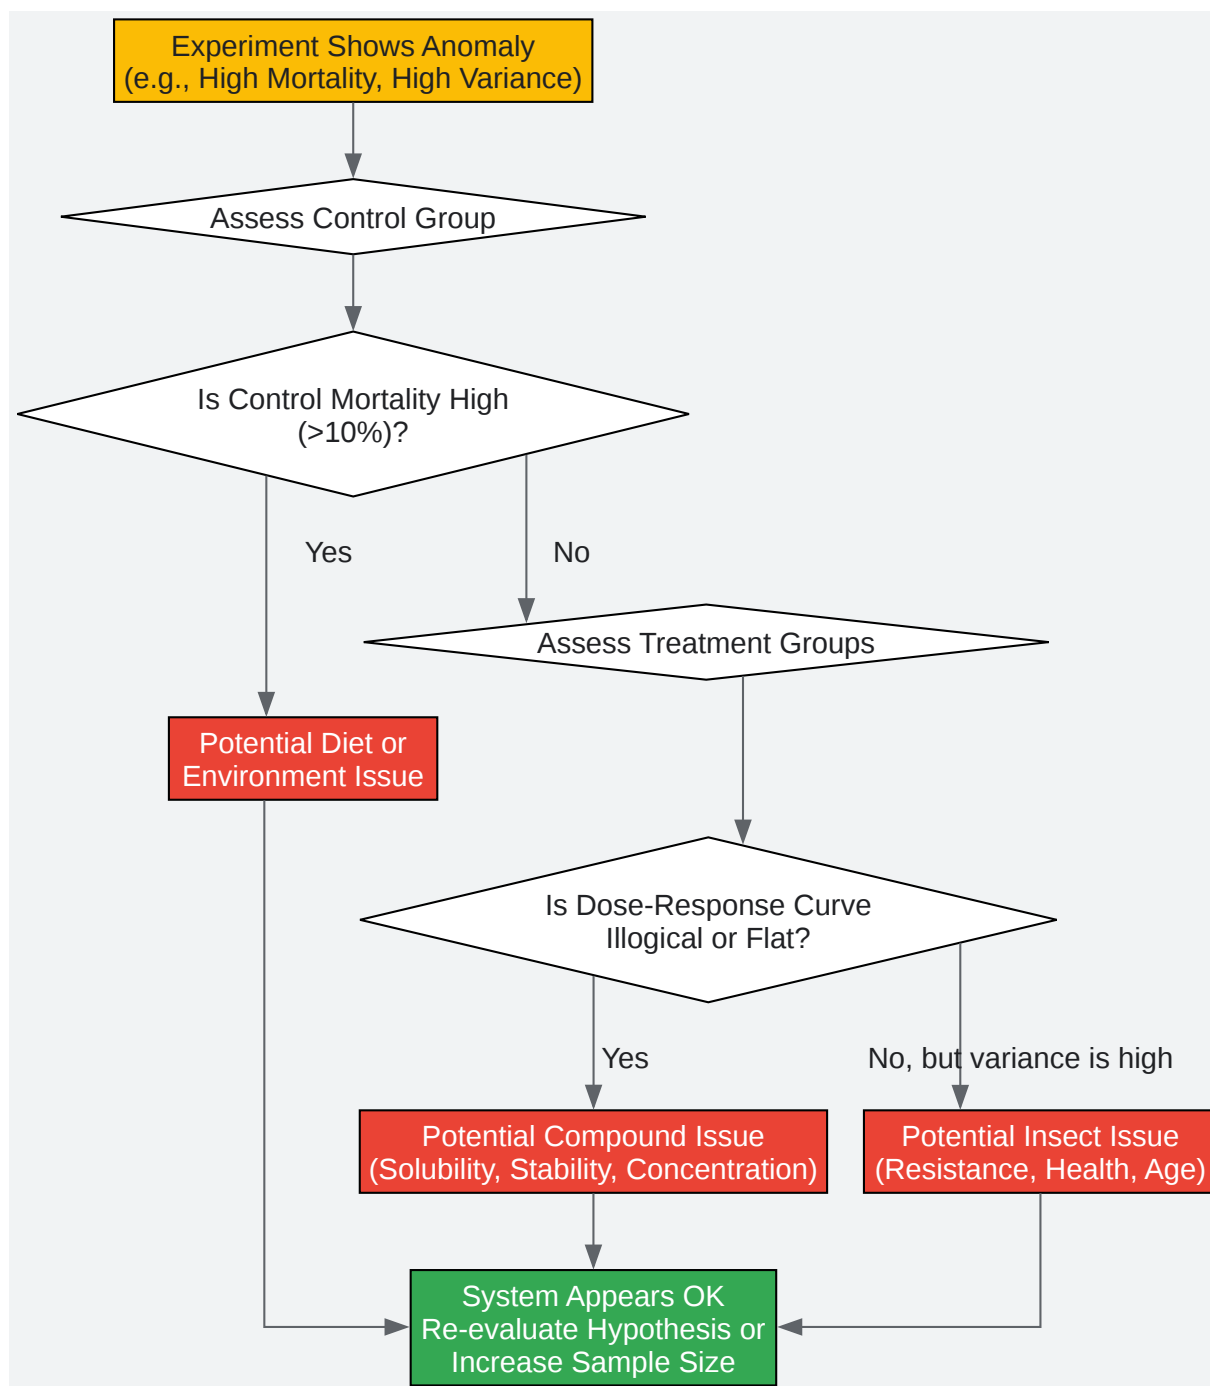 Experiment Shows Anomaly
(e.g., High Mortality, High Variance)
Assess Control Group
Is Control Mortality High
(>10%)?
Yes
No
Assess Treatment Groups
Potential Diet or
Environment Issue
Is Dose-Response Curve
Illogical or Flat?
Yes
No, but variance is high
Potential Compound Issue
(Solubility, Stability, Concentration)
Potential Insect Issue
(Resistance, Health, Age)
System Appears OK
Re-evaluate Hypothesis or
Increase Sample Size